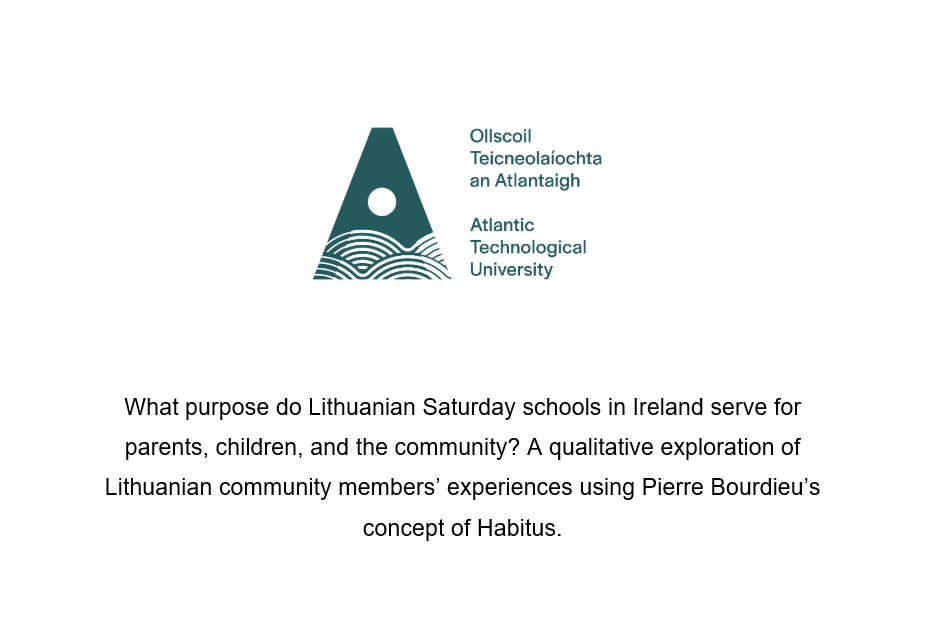 Ollscoil
Teicneolaíochta
an Atlantaigh
Atlantic
Technological
University
What purpose do Lithuanian Saturday schools in Ireland serve for
parents, children, and the community? A qualitative exploration of
Lithuanian community members’ experiences using Pierre Bourdieu’s
concept of Habitus.